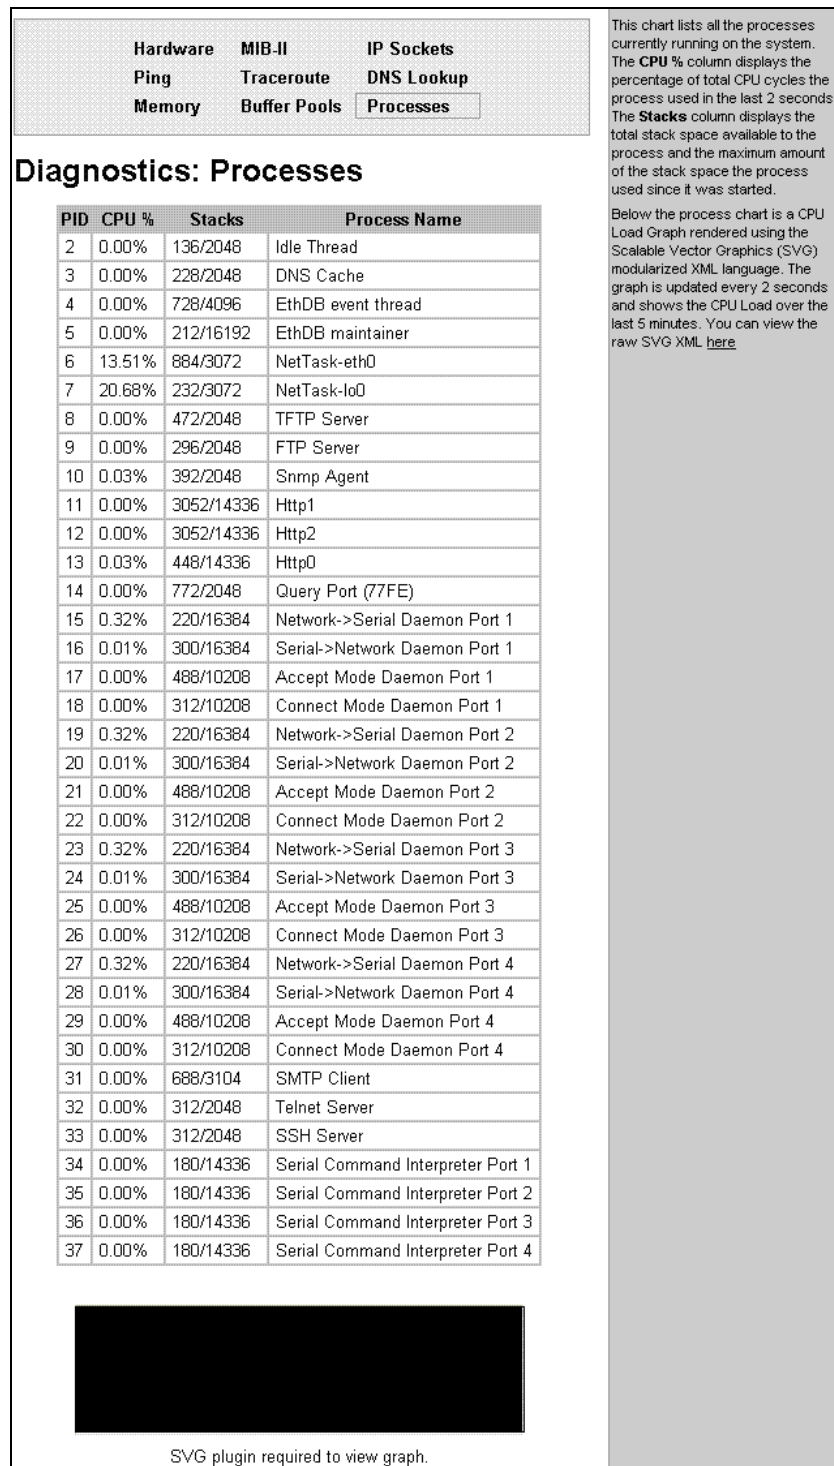 Hardware MIB-II IP Sockets
Ping Traceroute DNS Lookup
Memory Buffer Pools Processes
Diagnostics: Processes
PID CPU % Stacks Process Name
2 0.00% 136/2048 Idle Thread
3 0.00% 228/2048 DNS Cache
4 0.00% 728/4096 EthDB event thread
5 0.00% 212/16192 EthDB maintainer
6 13.51% 884/3072 NetTask-eth0
7 20.68% 232/3072 NetTask-lo0
8 0.00% 472/2048 TFTP Server
9 0.00% 296/2048 FTP Server
10 0.03% 392/2048 Snmp Agent
11 0.00% 3052/14336 Http1
12 0.00% 3052/14336 Http2
13 0.03% 448/14336 Http0
14 0.00% 772/2048 Query Port (77FE)
15 0.32% 220/16384 Network->Serial Daemon Port 1
16 0.01% 300/16384 Serial->Network Daemon Port 1
17 0.00% 488/10208 Accept Mode Daemon Port 1
18 0.00% 312/10208 Connect Mode Daemon Port 1
19 0.32% 220/16384 Network->Serial Daemon Port 2
20 0.01% 300/16384 Serial->Network Daemon Port 2
21 0.00% 488/10208 Accept Mode Daemon Port 2
22 0.00% 312/10208 Connect Mode Daemon Port 2
23 0.32% 220/16384 Network->Serial Daemon Port 3
24 0.01% 300/16384 Serial->Network Daemon Port 3
25 0.00% 488/10208 Accept Mode Daemon Port 3
26 0.00% 312/10208 Connect Mode Daemon Port 3
27 0.32% 220/16384 Network->Serial Daemon Port 4
28 0.01% 300/16384 Serial->Network Daemon Port 4
29 0.00% 488/10208 Accept Mode Daemon Port 4
30 0.00% 312/10208 Connect Mode Daemon Port 4
31 0.00% 688/3104 SMTP Client
32 0.00% 312/2048 Telnet Server
33 0.00% 312/2048 SSH Server
34 0.00% 180/14336 Serial Command Interpreter Port 1
35 0.00% 180/14336 Serial Command Interpreter Port 2
36 0.00% 180/14336 Serial Command Interpreter Port 3
37 0.00% 180/14336 Serial Command Interpreter Port 4
SVG plugin required to view graph.
This chart lists all the processes
currently running on the system.
The CPU % column displays the
percentage of total CPU cycles the
process used in the last 2 seconds
The Stacks column displays the
total stack space available to the
process and the maximum amount
of the stack space the process
used since it was started.
Below the process chart is a CPU
Load Graph rendered using the
Scalable Vector Graphics (SVG)
modularized XML language. The
graph is updated every 2 seconds
and shows the CPU Load over the
last 5 minutes. You can view the
raw SVG XML here